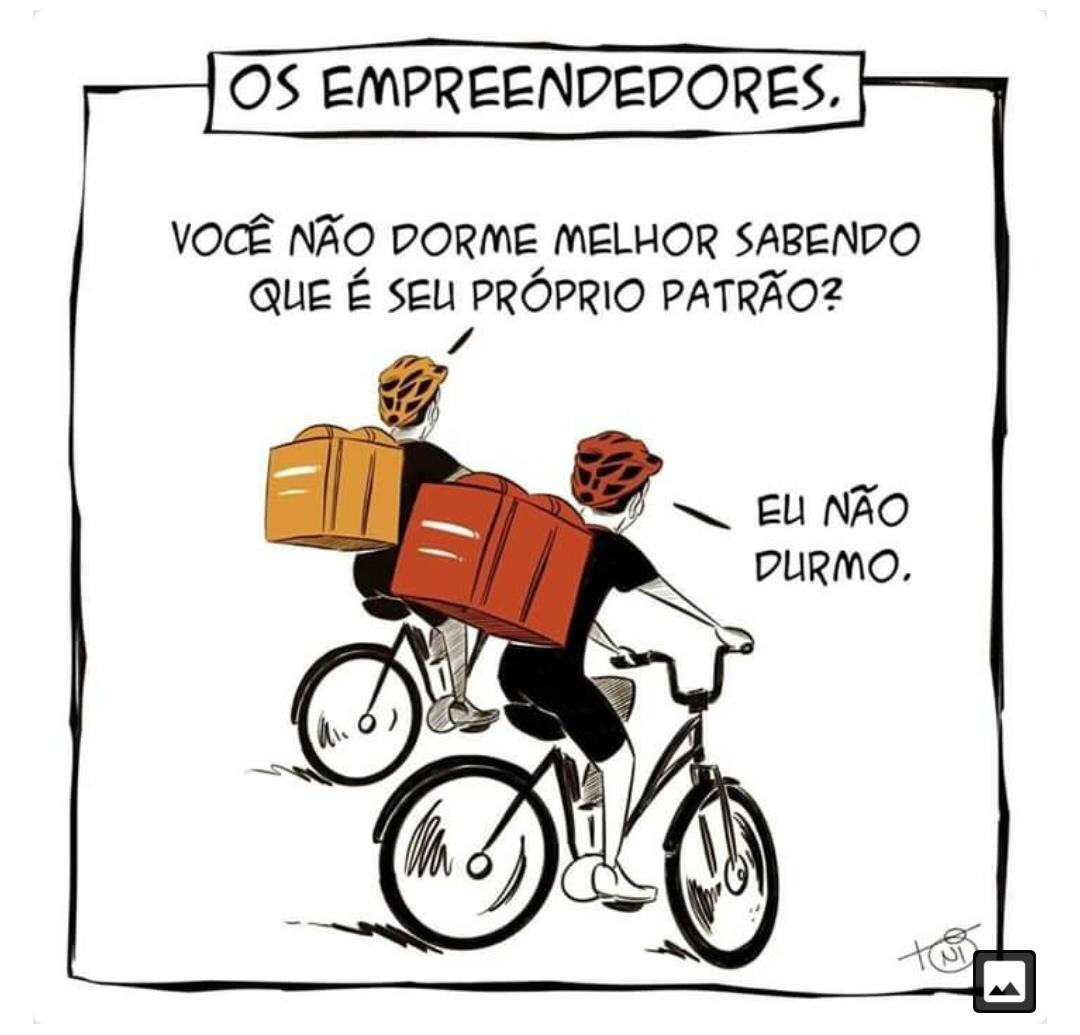 OS EMPREENDEDORES.
VOCÊ NÃO DORME MELHOR SABENDO
QUE É SEU PRÓPRIO PATRÃO?
EU NÃO
DURMO.